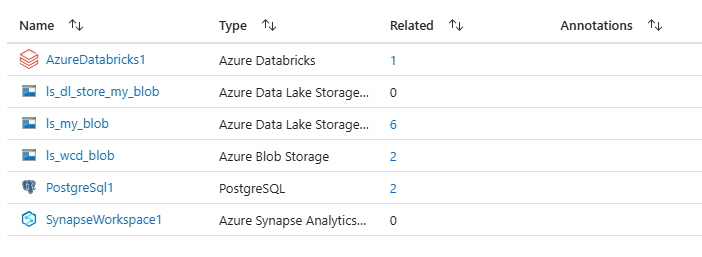 Name Type Related Annotations
AzureDatabricks1 Azure Databricks 1
ls_dl_store_my_blob Azure Data Lake Storage... 0
ls_my_blob Azure Data Lake Storage... 6
ls_wcd_blob Azure Blob Storage 2
PostgreSql1 PostgreSQL 2
SynapseWorkspace1 Azure Synapse Analytics... 0